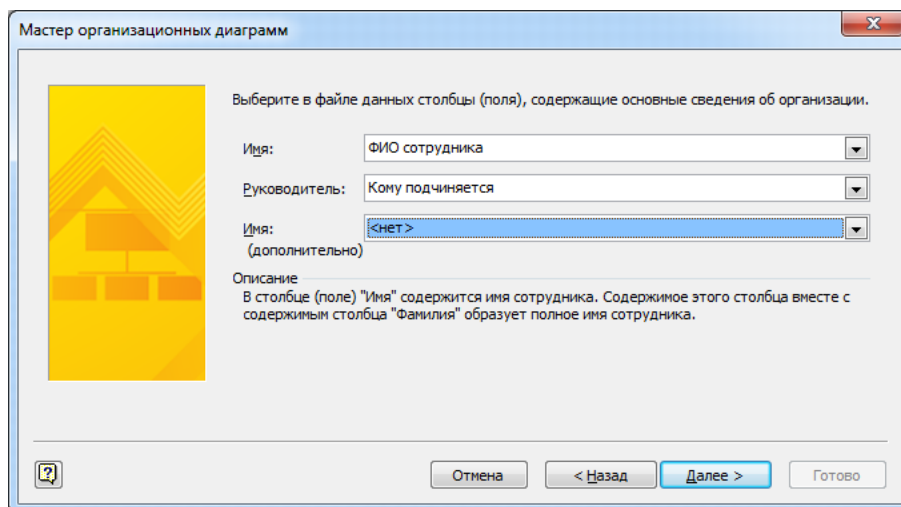 Мастер организационных диаграмм
Выберите в файле данных столбцы (поля), содержащие основные сведения об организации.
Имя: ФИО сотрудника
Руководитель: Кому подчиняется
Имя: <нет>
(дополнительно)
Описание
В столбце (поле) "Имя" содержится имя сотрудника. Содержимое этого столбца вместе с
содержимым столбца "Фамилия" образует полное имя сотрудника.
? Отмена < Назад Далее > Готово